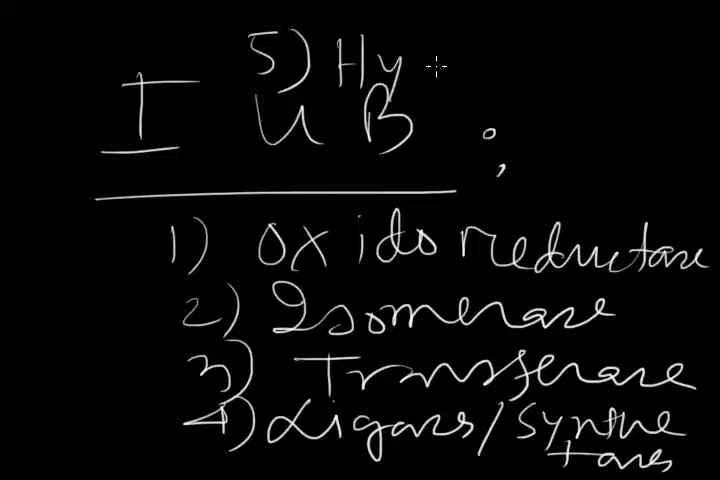 5) Hy
I U B :
1) Oxidoreductase
2) Isomerase
3) Transferase
4) Ligases/Synthe
tases